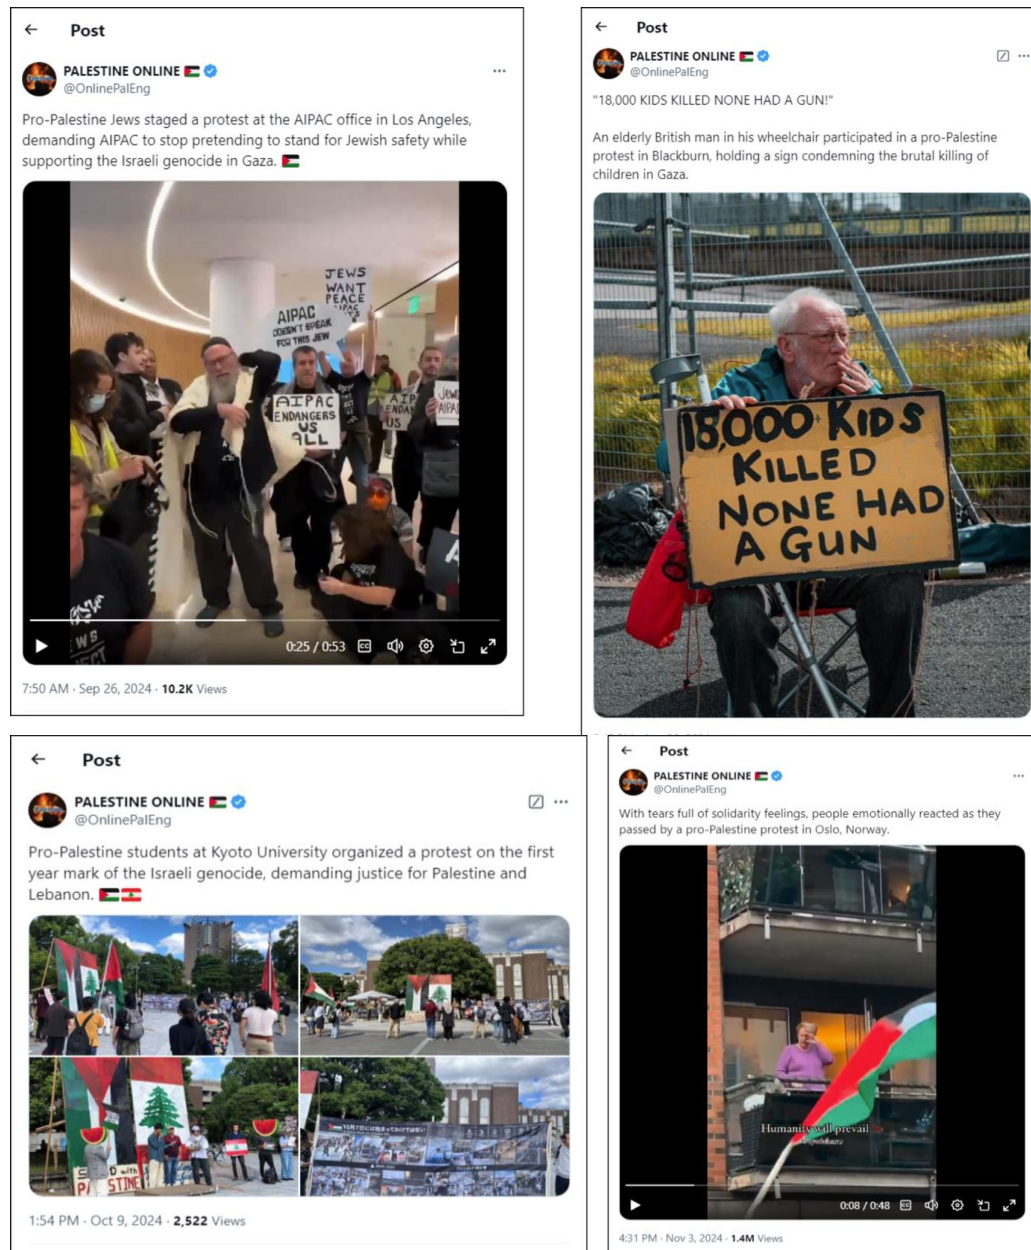 Post
PALESTINE ONLINE
@OnlinePalEng
Pro-Palestine Jews staged a protest at the AIPAC office in Los Angeles,
demanding AIPAC to stop pretending to stand for Jewish safety while
supporting the Israeli genocide in Gaza.
JEWS
WANT
PEACE
AIPAC
AIPAC
DOESN'T SPEAK
FOR THIS JEW
AIPAC
ENDANGERS
US
ALL
AIP
ENDAN
US
JEWS
AIPAC
0:25 / 0:53
7:50 AM · Sep 26, 2024 · 10.2K Views
Post
PALESTINE ONLINE
@OnlinePalEng
"18,000 KIDS KILLED NONE HAD A GUN!"
An elderly British man in his wheelchair participated in a pro-Palestine
protest in Blackburn, holding a sign condemning the brutal killing of
children in Gaza.
18,000 KIDS
KILLED
NONE HAD
A GUN
Post
PALESTINE ONLINE
@OnlinePalEng
Pro-Palestine students at Kyoto University organized a protest on the first
year mark of the Israeli genocide, demanding justice for Palestine and
Lebanon.
with
PALESTINE
1:54 PM · Oct 9, 2024 · 2,522 Views
Post
PALESTINE ONLINE
@OnlinePalEng
With tears full of solidarity feelings, people emotionally reacted as they
passed by a pro-Palestine protest in Oslo, Norway.
Humanity will prevail
0:08 / 0:48
4:31 PM · Nov 3, 2024 · 1.4M Views